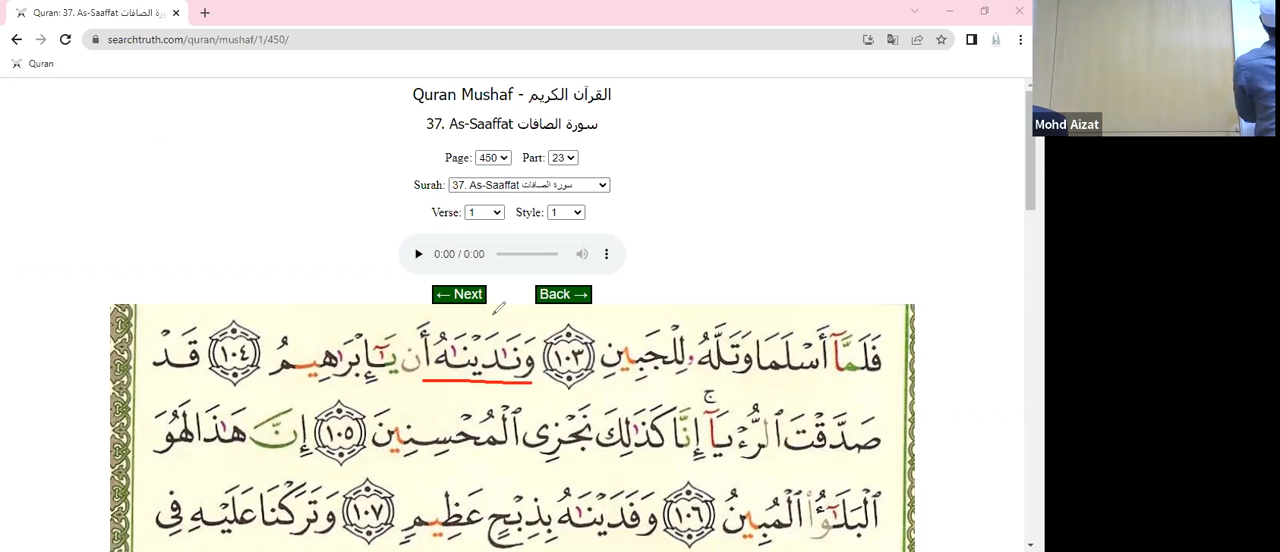 Quran: 37. As-Saaffat سورة الصافات
searchtruth.com/quran/mushaf/1/450/
Quran
Mohd Aizat
Quran Mushaf - القرآن الكريم
37. As-Saaffat سورة الصافات
Page: 450 Part: 23
Surah: 37. As-Saaffat سورة الصافات
Verse: 1 Style: 1
0:00 / 0:00
← Next Back →
فَلَمَّآ أَسْلَمَا وَتَلَّهُۥ لِلْجَبِينِ ١٠٣ وَنَٰدَيْنَٰهُ أَن يَٰٓإِبْرَٰهِيمُ ١٠٤ قَدْ
صَدَّقْتَ ٱلرُّءْيَآ ۚ إِنَّا كَذَٰلِكَ نَجْزِى ٱلْمُحْسِنِينَ ١٠٥ إِنَّ هَٰذَا لَهُوَ
ٱلْبَلَٰٓؤُا۟ ٱلْمُبِينُ ١٠٦ وَفَدَيْنَٰهُ بِذِبْحٍ عَظِيمٍ ١٠٧ وَتَرَكْنَا عَلَيْهِ فِى